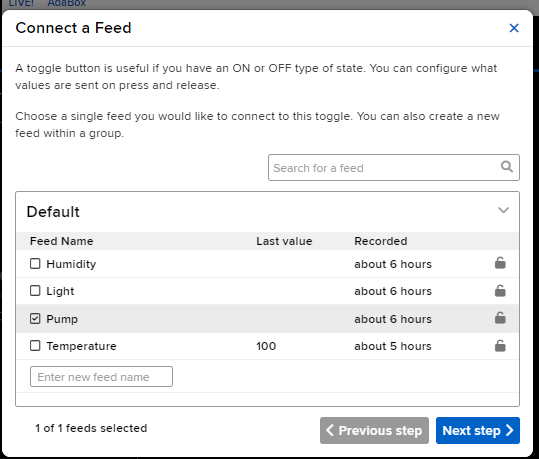 LIVE! AdaBox
Connect a Feed
A toggle button is useful if you have an ON or OFF type of state. You can configure what
values are sent on press and release.
Choose a single feed you would like to connect to this toggle. You can also create a new
feed within a group.
Search for a feed
Default
Feed Name Last value Recorded
Humidity about 6 hours
Light about 6 hours
Pump about 6 hours
Temperature 100 about 5 hours
Enter new feed name
1 of 1 feeds selected
Previous step Next step